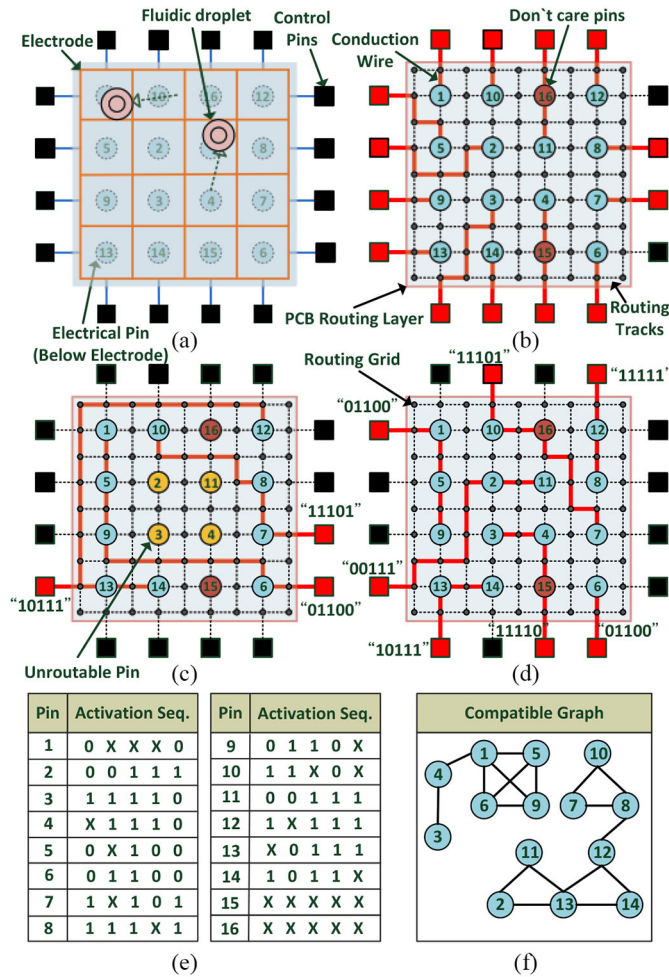 Fluidic droplet
Electrode
Control
Pins
10 16 12
5 2 8
9 3 4 7
13 14 15 6
Electrical Pin
(Below Electrode)
(a)
Don`t care pins
Conduction
Wire
1 10 16 12
5 2 11 8
9 3 4 7
13 14 15 6
PCB Routing Layer
Routing
Tracks
(b)
1 10 16 12
5 2 11 8
9 3 4 7
"11101"
13 14 15 6
"10111"
"01100"
Unroutable Pin
(c)
Routing Grid
"11101"
"11111'
"01100"
1 10 16 12
5 2 11 8
9 3 4 7
"00111"
13 14 15 6
"10111"
"11110"
"01100"
(d)
Pin Activation Seq.
1 0 X X X 0
2 0 0 1 1 1
3 1 1 1 1 0
4 X 1 1 1 0
5 0 X 1 0 0
6 0 1 1 0 0
7 1 X 1 0 1
8 1 1 1 X 1
Pin Activation Seq.
9 0 1 1 0 X
10 1 1 X 0 X
11 0 0 1 1 1
12 1 X 1 1 1
13 X 0 1 1 1
14 1 0 1 1 X
15 X X X X X
16 X X X X X
(e)
Compatible Graph
1 5 10
4
6 9 7 8
3
11 12
2 13 14
(f)